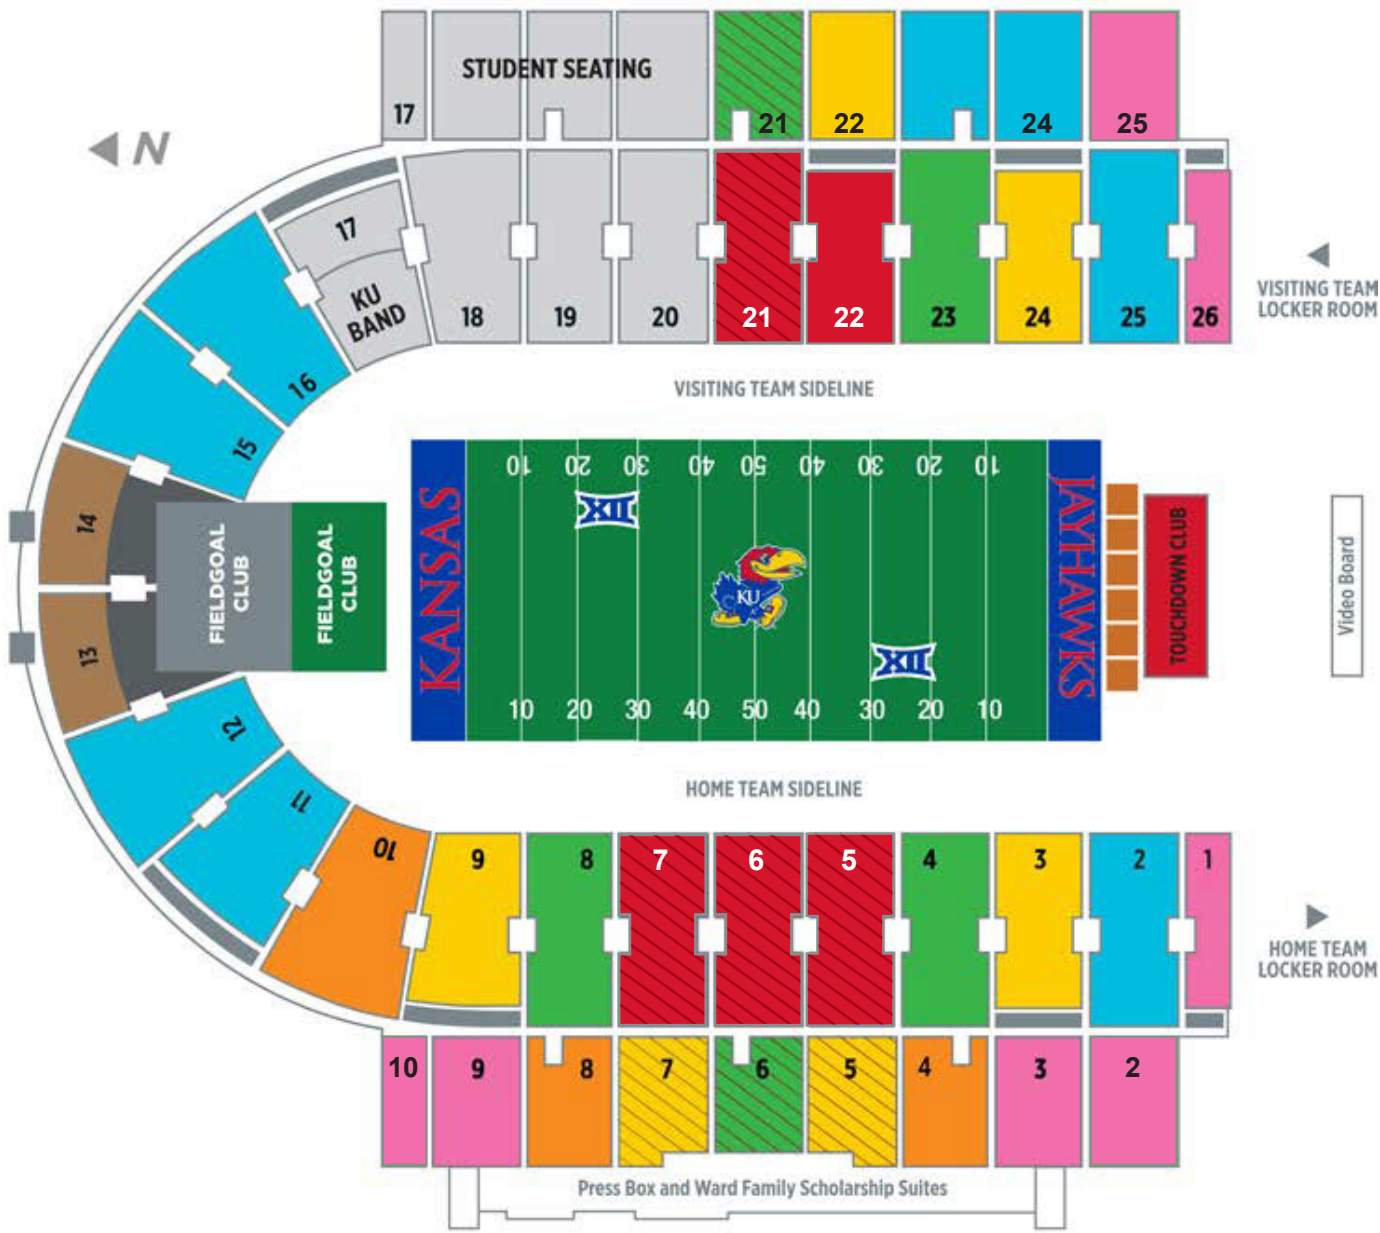 STUDENT SEATING
17
21
22
24
25
N
17
KU
BAND
18
19
20
21
22
23
24
25
26
VISITING TEAM
LOCKER ROOM
16
15
VISITING TEAM SIDELINE
10 20 30 40 50 40 30 20 10
XII
KANSAS
JAYHAWKS
14
13
FIELDGOAL
CLUB
FIELDGOAL
CLUB
KU
XII
TOUCHDOWN CLUB
Video Board
10 20 30 40 50 40 30 20 10
HOME TEAM SIDELINE
12
11
10
9
8
7
6
5
4
3
2
1
HOME TEAM
LOCKER ROOM
10
9
8
7
6
5
4
3
2
Press Box and Ward Family Scholarship Suites